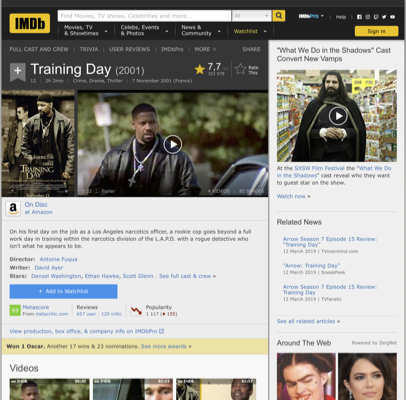 IMDb
Find Movies, TV shows, Celebrities and more...
All
IMDbPro
Help
Movies, TV & Showtimes
Celebs, Events & Photos
News & Community
Watchlist
Sign in
FULL CAST AND CREW | TRIVIA | USER REVIEWS | IMDbPro | MORE
SHARE
Training Day (2001)
12 | 2h 2min | Crime, Drama, Thriller | 7 November 2001 (France)
7,7
Rate This
TRAINING DAY
Trailer
On Disc
at Amazon
On his first day on the job as a Los Angeles narcotics officer, a rookie cop goes beyond a full
work day in training within the narcotics division of the L.A.P.D. with a rogue detective who
isn't what he appears to be.
Director: Antoine Fuqua
Writer: David Ayer
Stars: Denzel Washington, Ethan Hawke, Scott Glenn | See full cast & crew »
+ Add to Watchlist
Metascore
From metacritic.com
Reviews
657 user | 120 critic
Popularity
1 117 ( 155)
View production, box office, & company info on IMDbPro
Won 1 Oscar. Another 17 wins & 23 nominations. See more awards »
Videos
"What We Do in the Shadows" Cast
Convert New Vamps
At the SXSW Film Festival the "What We Do
in the Shadows" cast reveal who they want
to guest star on the show.
Watch now »
Related News
Arrow Season 7 Episode 15 Review:
"Training Day"
12 March 2019 | TVovermind.com
"Arrow: Training Day"
12 March 2019 | SneakPeek
Arrow Season 7 Episode 15 Review:
Training Day
12 March 2019 | TVfanatic
See all related articles »
Around The Web
Powered by ZergNet